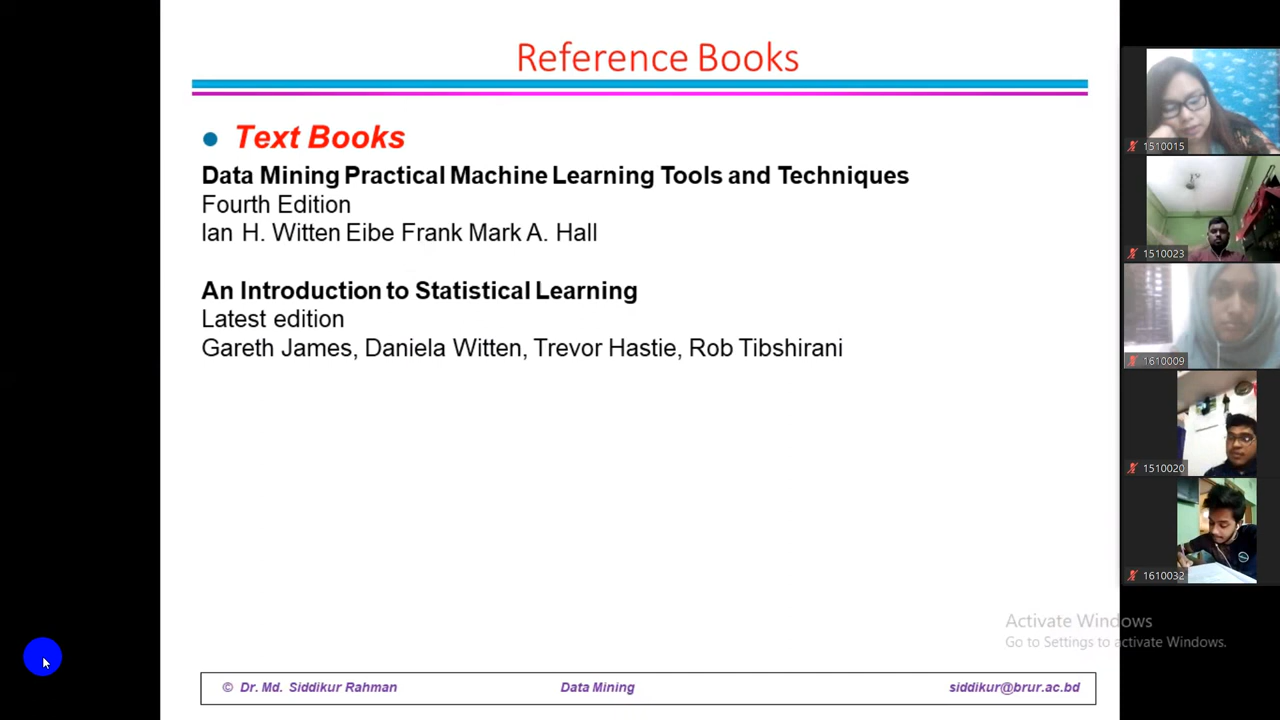 Reference Books
Text Books
Data Mining Practical Machine Learning Tools and Techniques
Fourth Edition
Ian H. Witten Eibe Frank Mark A. Hall
An Introduction to Statistical Learning
Latest edition
Gareth James, Daniela Witten, Trevor Hastie, Rob Tibshirani
© Dr. Md. Siddikur Rahman
Data Mining
siddikur@brur.ac.bd
1510015
1510023
1610009
1510020
1610032
Activate Windows
Go to Settings to activate Windows.